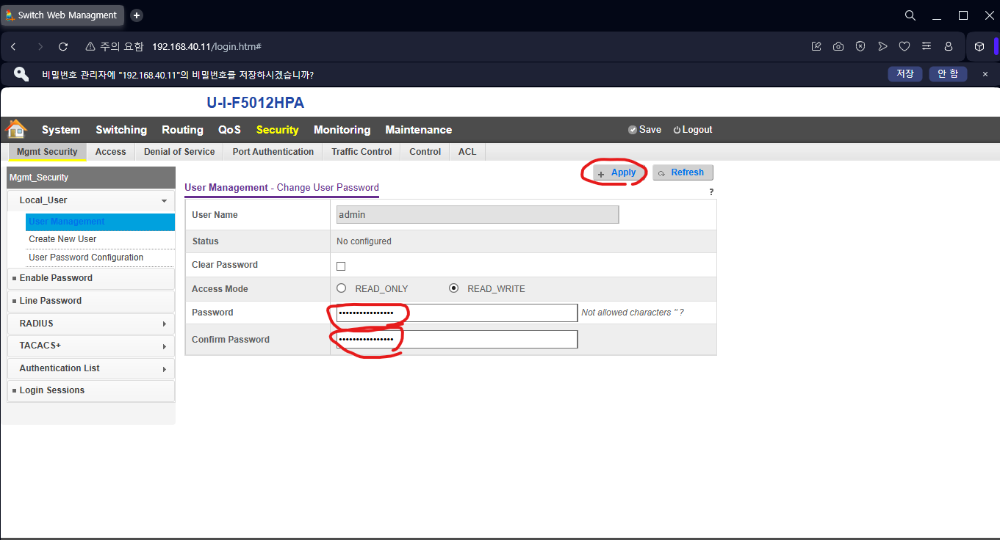 Switch Web Managment
주의 요함 192.168.40.11/login.htm#
비밀번호 관리자에 "192.168.40.11"의 비밀번호를 저장하시겠습니까? 저장 안 함
U-I-F5012HPA
System Switching Routing QoS Security Monitoring Maintenance Save Logout
Mgmt Security Access Denial of Service Port Authentication Traffic Control Control ACL
Mgmt_Security
Local_User
User Management
Create New User
User Password Configuration
Enable Password
Line Password
RADIUS
TACACS+
Authentication List
Login Sessions
Apply Refresh
User Management - Change User Password ?
User Name admin
Status No configured
Clear Password
Access Mode READ_ONLY READ_WRITE
Password •••••••••••••••• Not allowed characters " ?
Confirm Password ••••••••••••••••